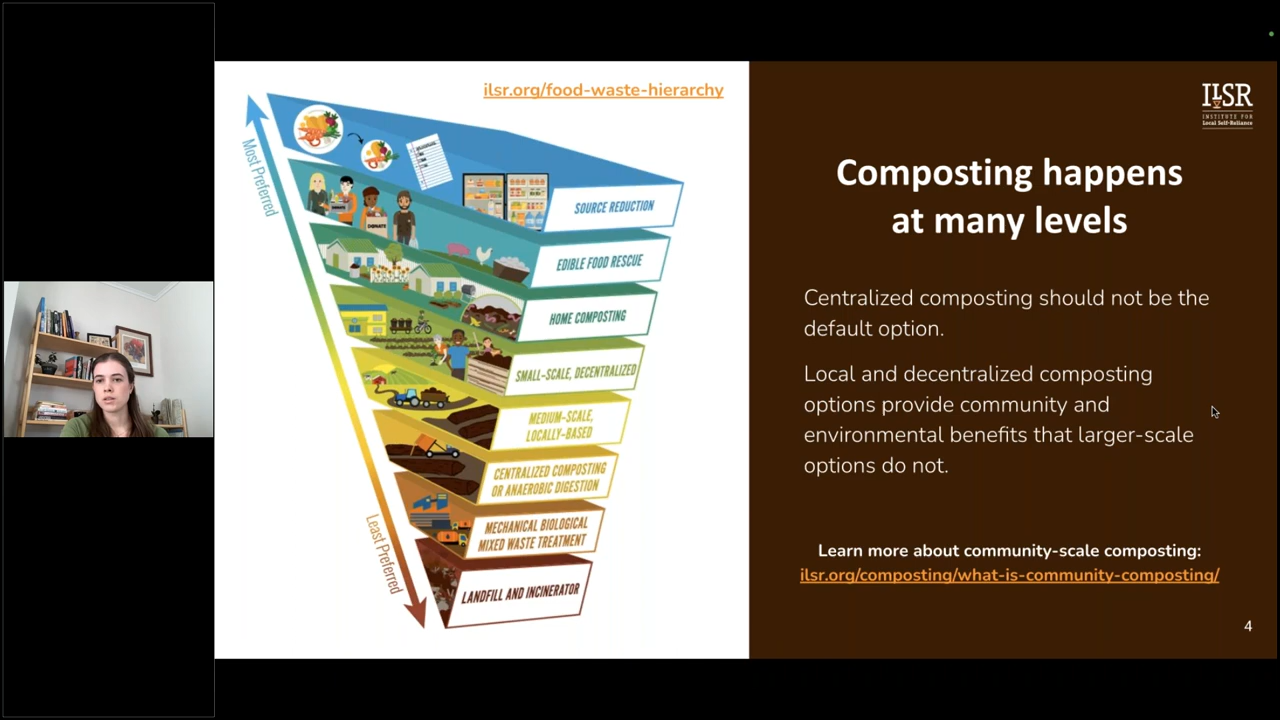 ilsr.org/food-waste-hierarchy
Most Preferred
DONATE
SOURCE REDUCTION
EDIBLE FOOD RESCUE
HOME COMPOSTING
SMALL-SCALE, DECENTRALIZED
MEDIUM-SCALE,
LOCALLY-BASED
CENTRALIZED COMPOSTING
OR ANAEROBIC DIGESTION
MECHANICAL BIOLOGICAL
MIXED WASTE TREATMENT
LANDFILL AND INCINERATOR
Least Preferred
ILSR
INSTITUTE FOR
Local Self-Reliance
Composting happens
at many levels
Centralized composting should not be the
default option.
Local and decentralized composting
options provide community and
environmental benefits that larger-scale
options do not.
Learn more about community-scale composting:
ilsr.org/composting/what-is-community-composting/
4